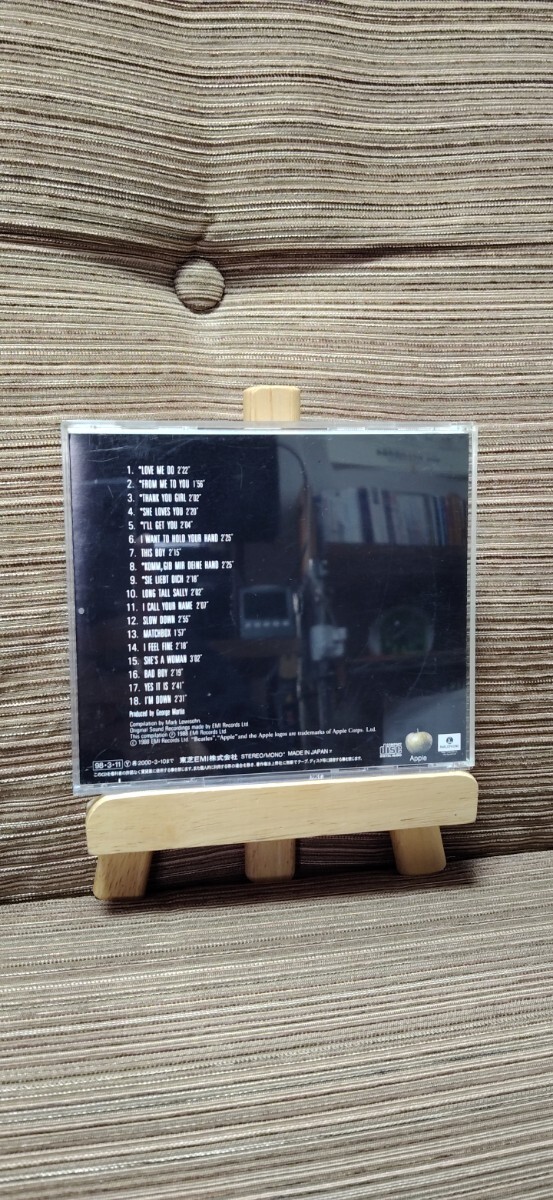 1. *LOVE ME DO 2'22"
2. *FROM ME TO YOU 1'56"
3. *THANK YOU GIRL 2'02"
4. *SHE LOVES YOU 2'20"
5. *I'LL GET YOU 2'04"
6. I WANT TO HOLD YOUR HAND 2'25"
7. THIS BOY 2'15"
8. *KOMM,GIB MIR DEINE HAND 2'25"
9. *SIE LIEBT DICH 2'18"
10. LONG TALL SALLY 2'02"
11. I CALL YOUR NAME 2'07"
12. SLOW DOWN 2'55"
13. MATCHBOX 1'57"
14. I FEEL FINE 2'18"
15. SHE'S A WOMAN 3'02"
16. BAD BOY 2'19"
17. YES IT IS 2'41"
18. I'M DOWN 2'31"
Produced by George Martin
Compilation by Mark Lewisohn
Original Sound Recordings made by EMI Records Ltd
This compilation ℗ 1988 EMI Records Ltd
© 1988 EMI Records Ltd "Beatles", "Apple" and the Apple logos are trademarks of Apple Corps. Ltd.
98·3·11 東芝EMI株式会社 STEREO/MONO* MADE IN JAPAN
COMPACT disc DIGITAL AUDIO
Apple